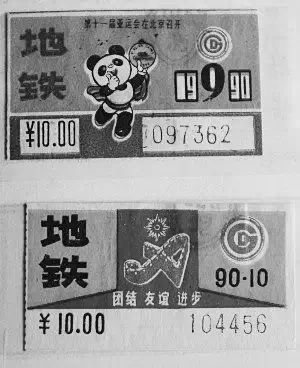 第十一届亚运会在北京召开
地铁
1990
¥10.00
097362
地铁
90·10
团结 友谊 进步
¥10.00
104456